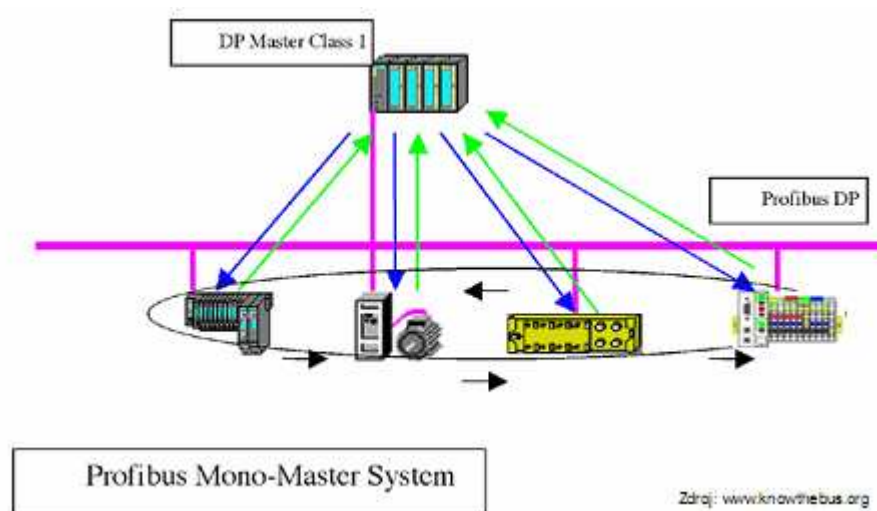 DP Master Class 1
Profibus DP
Profibus Mono-Master System
Zdroj: www.knowthebus.org